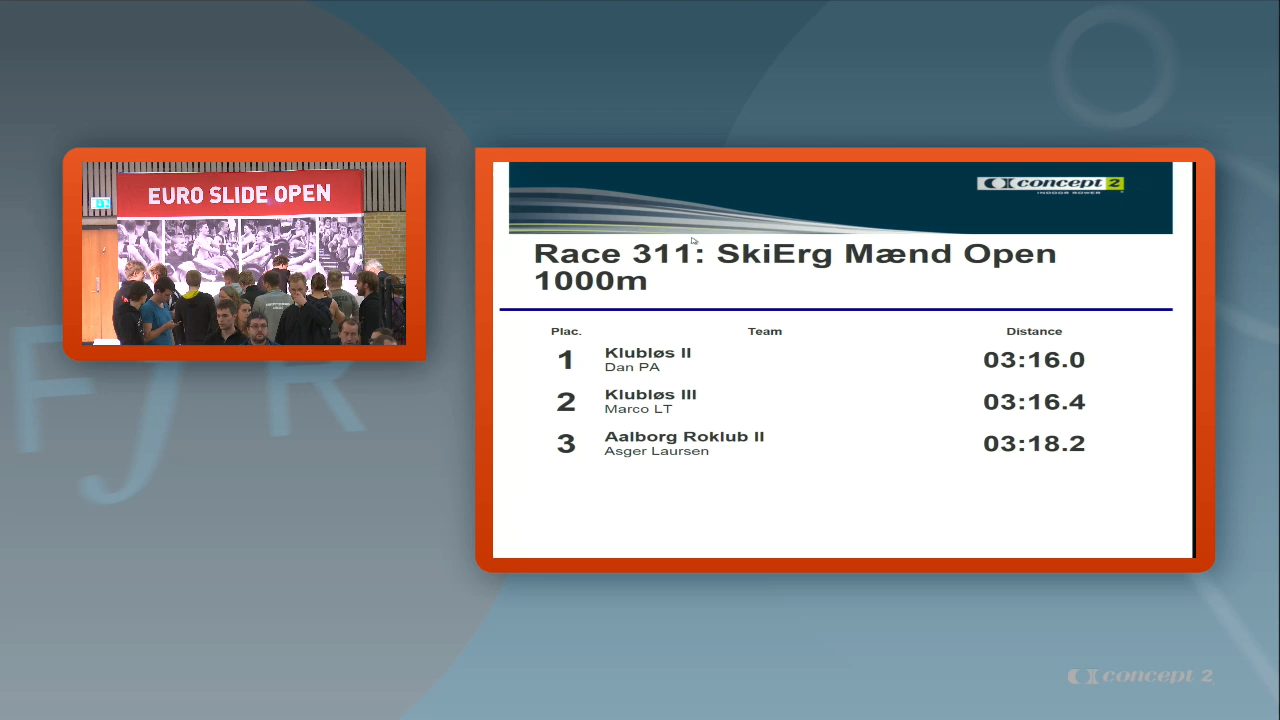 EURO SLIDE OPEN
concept 2
INDOOR ROWER
Race 311: SkiErg Mænd Open
1000m
Plac. Team Distance
1 Klubløs II 03:16.0
Dan PA
2 Klubløs III 03:16.4
Marco LT
3 Aalborg Roklub II 03:18.2
Asger Laursen
F J R
concept 2